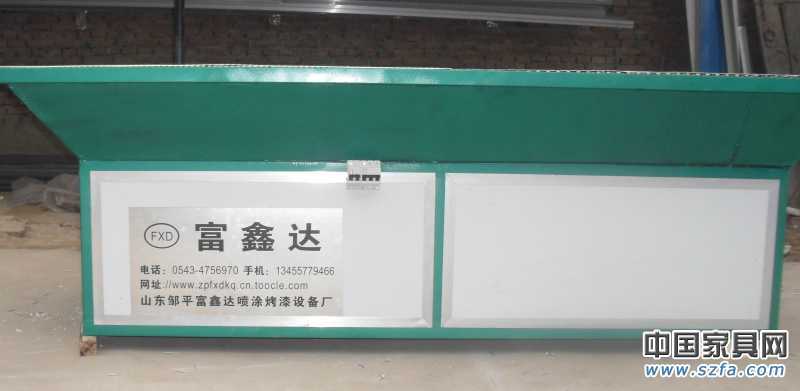 FXD 富鑫达
电话：0543-4756970 手机：13455779466
网址://www.zpfxdkq.cn.toocle.com
山东邹平富鑫达喷涂烤漆设备厂
中国家具网
www.szfa.com